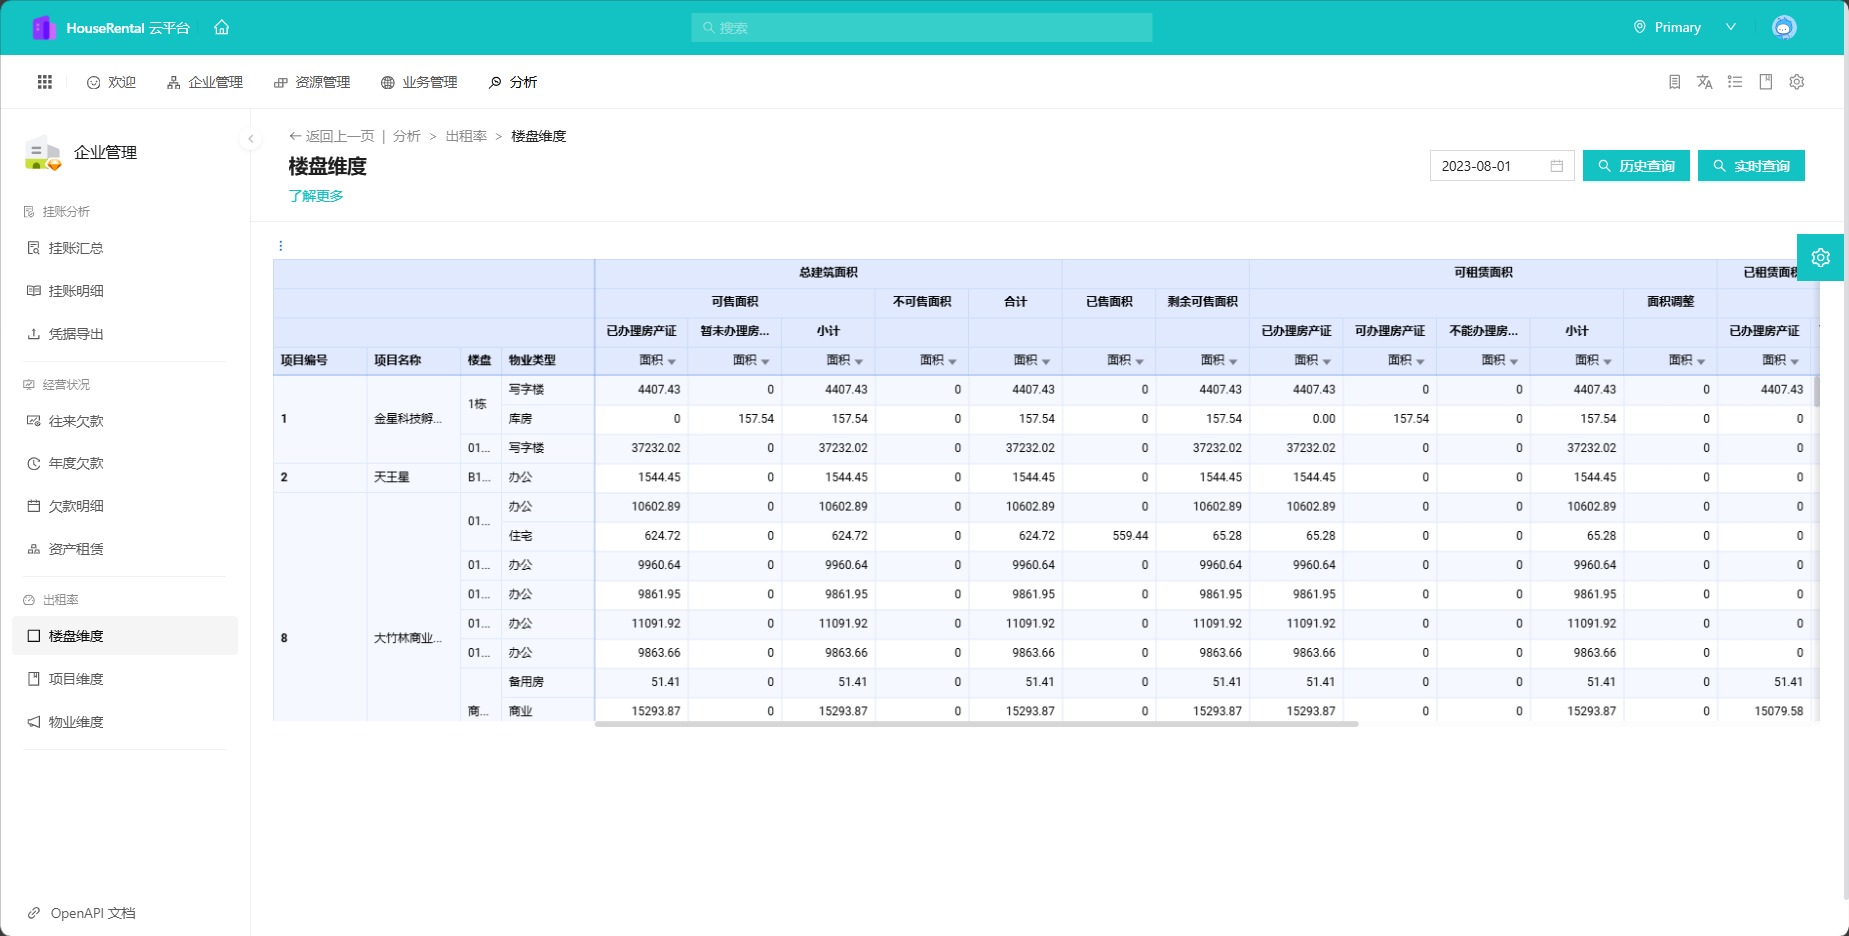 HouseRental 云平台
搜索
Primary
欢迎 企业管理 资源管理 业务管理 分析
企业管理
挂账分析
挂账汇总
挂账明细
凭据导出
经营状况
往来欠款
年度欠款
欠款明细
资产租赁
出租率
楼盘维度
项目维度
物业维度
OpenAPI 文档
返回上一页 | 分析 > 出租率 > 楼盘维度
楼盘维度
了解更多
2023-08-01 历史查询 实时查询
总建筑面积 可租赁面积 已租赁面积
可售面积 不可售面积 合计 已售面积 剩余可售面积 面积调整
已办理房产证 暂未办理房... 小计 已办理房产证 可办理房产证 不能办理房... 小计 已办理房产证
项目编号 项目名称 楼盘 物业类型 面积 面积 面积 面积 面积 面积 面积 面积 面积 面积 面积 面积 面积
1 金星科技孵... 1栋 写字楼 4407.43 0 4407.43 0 4407.43 0 4407.43 4407.43 0 0 4407.43 0 4407.43
库房 0 157.54 157.54 0 157.54 0 157.54 0.00 157.54 0 157.54 0 0
01... 写字楼 37232.02 0 37232.02 0 37232.02 0 37232.02 37232.02 0 0 37232.02 0 0
2 天王星 B1... 办公 1544.45 0 1544.45 0 1544.45 0 1544.45 1544.45 0 0 1544.45 0 0
8 大竹林商业... 01... 办公 10602.89 0 10602.89 0 10602.89 0 10602.89 10602.89 0 0 10602.89 0 0
住宅 624.72 0 624.72 0 624.72 559.44 65.28 65.28 0 0 65.28 0 0
01... 办公 9960.64 0 9960.64 0 9960.64 0 9960.64 9960.64 0 0 9960.64 0 0
01... 办公 9861.95 0 9861.95 0 9861.95 0 9861.95 9861.95 0 0 9861.95 0 0
01... 办公 11091.92 0 11091.92 0 11091.92 0 11091.92 11091.92 0 0 11091.92 0 0
01... 办公 9863.66 0 9863.66 0 9863.66 0 9863.66 9863.66 0 0 9863.66 0 0
备用房 51.41 0 51.41 0 51.41 0 51.41 51.41 0 0 51.41 0 51.41
商... 商业 15293.87 0 15293.87 0 15293.87 0 15293.87 15293.87 0 0 15293.87 0 15079.58